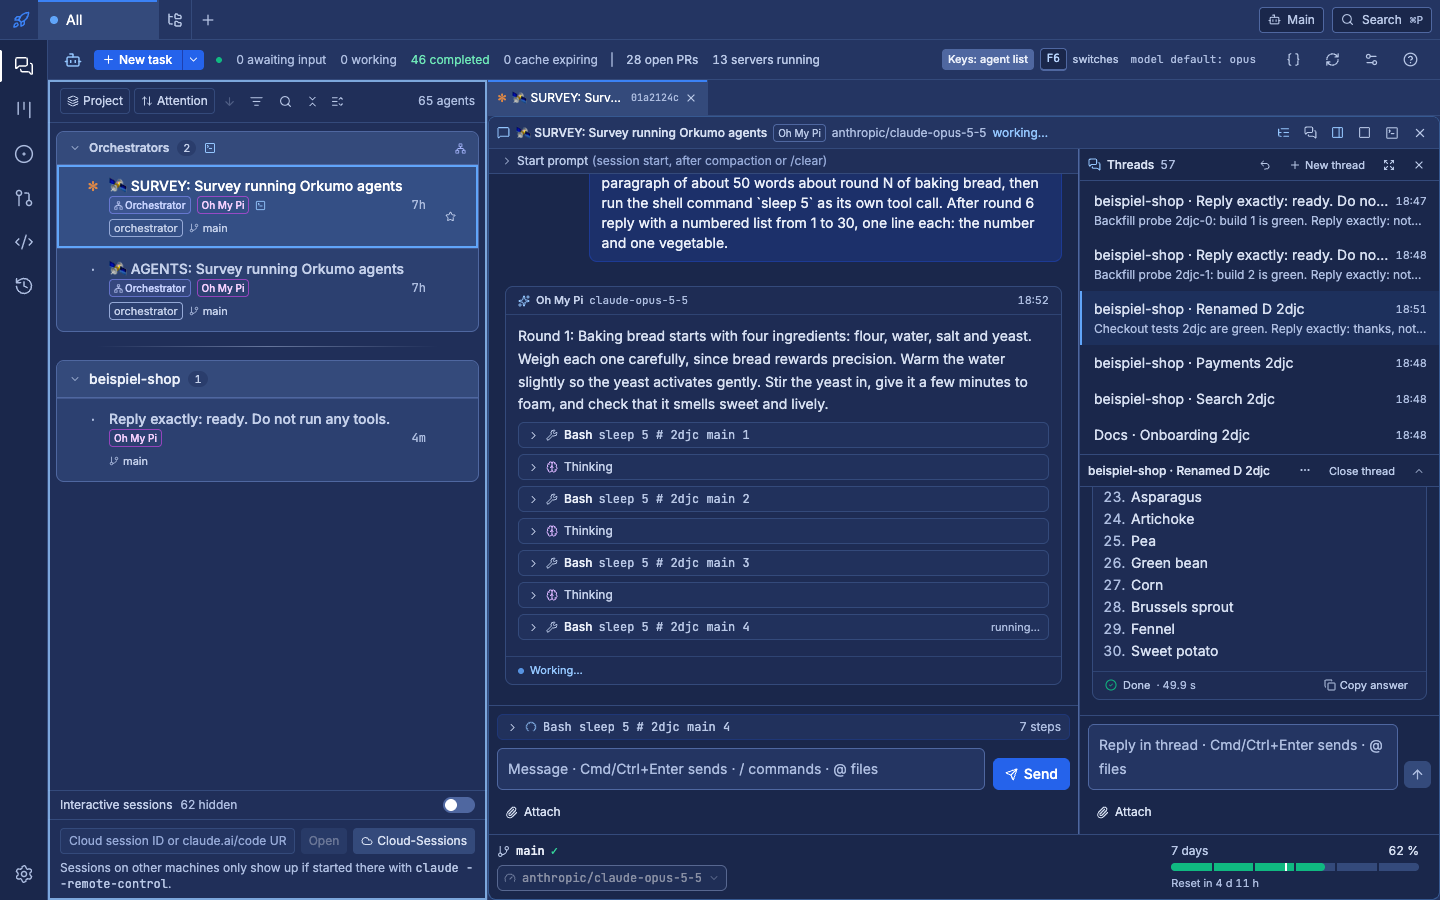 All
Main
Search ⌘P
New task
0 awaiting input 0 working 46 completed 0 cache expiring 28 open PRs 13 servers running
Keys: agent list F6 switches model default: opus
Project
Attention
65 agents
Orchestrators 2
SURVEY: Survey running Orkumo agents
Orchestrator Oh My Pi 7h
orchestrator main
AGENTS: Survey running Orkumo agents
Orchestrator Oh My Pi 7h
orchestrator main
beispiel-shop 1
Reply exactly: ready. Do not run any tools.
Oh My Pi 4m
main
Interactive sessions 62 hidden
Cloud session ID or claude.ai/code UR
Open
Cloud-Sessions
Sessions on other machines only show up if started there with claude -
-remote-control.
SURVEY: Surv... 01a2124c
SURVEY: Survey running Orkumo agents Oh My Pi anthropic/claude-opus-5-5 working...
Start prompt (session start, after compaction or /clear)
paragraph of about 50 words about round N of baking bread, then
run the shell command `sleep 5` as its own tool call. After round 6
reply with a numbered list from 1 to 30, one line each: the number
and one vegetable.
Oh My Pi claude-opus-5-5 18:52
Round 1: Baking bread starts with four ingredients: flour, water, salt and yeast.
Weigh each one carefully, since bread rewards precision. Warm the water
slightly so the yeast activates gently. Stir the yeast in, give it a few minutes to
foam, and check that it smells sweet and lively.
Bash sleep 5 # 2djc main 1
Thinking
Bash sleep 5 # 2djc main 2
Thinking
Bash sleep 5 # 2djc main 3
Thinking
Bash sleep 5 # 2djc main 4 running...
Working...
Bash sleep 5 # 2djc main 4 7 steps
Message · Cmd/Ctrl+Enter sends · / commands · @ files
Send
Attach
main ✓
anthropic/claude-opus-5-5
Threads 57
New thread
beispiel-shop · Reply exactly: ready. Do no... 18:47
Backfill probe 2djc-0: build 1 is green. Reply exactly: not...
beispiel-shop · Reply exactly: ready. Do no... 18:48
Backfill probe 2djc-1: build 2 is green. Reply exactly: not...
beispiel-shop · Renamed D 2djc 18:51
Checkout tests 2djc are green. Reply exactly: thanks, not...
beispiel-shop · Payments 2djc 18:48
beispiel-shop · Search 2djc 18:48
Docs · Onboarding 2djc 18:48
beispiel-shop · Renamed D 2djc ··· Close thread
23. Asparagus
24. Artichoke
25. Pea
26. Green bean
27. Corn
28. Brussels sprout
29. Fennel
30. Sweet potato
Done · 49.9 s
Copy answer
Reply in thread · Cmd/Ctrl+Enter sends · @
files
Attach
7 days 62 %
Reset in 4 d 11 h